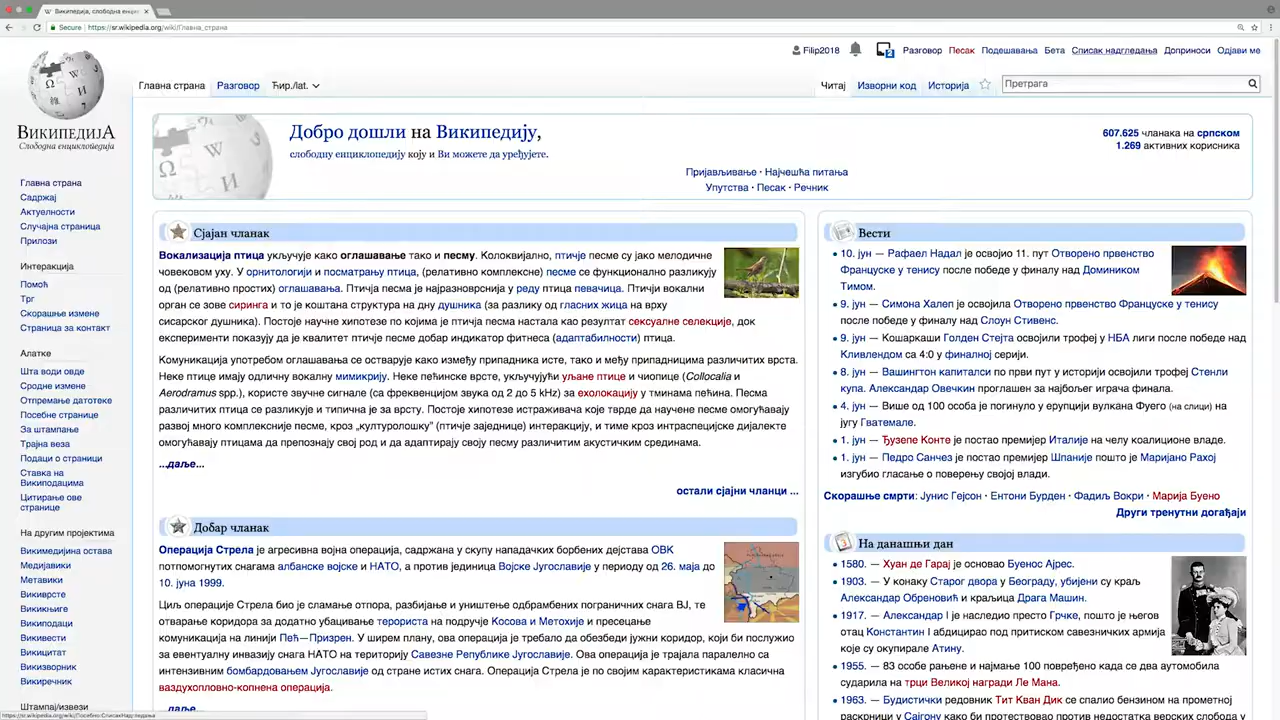 Википедија, слободна енцик
Secure
https://sr.wikipedia.org/wiki/Главна_страна
Filip2018
2
Разговор
Песак
Подешавања
Бета
Списак надгледања
Доприноси
Одјави ме
Главна страна
Разговор
Ћир./lat.
Читај
Изворни код
Историја
Претрага
ВИКИПЕДИЈА
Слободна енциклопедија
Главна страна
Садржај
Актуелности
Случајна страница
Прилози
Интеракција
Помоћ
Трг
Скорашње измене
Страница за контакт
Алатке
Шта води овде
Сродне измене
Отпремање датотеке
Посебне странице
За штампање
Трајна веза
Подаци о страници
Ставка на
Википодацима
Цитирање ове
странице
На другим пројектима
Викимедијина остава
Медијавики
Метавики
Викиврсте
Викикњиге
Википодаци
Викивести
Викицитат
Викизворник
Викиречник
Штампај/извези
Добро дошли на Википедију,
слободну енциклопедију коју и Ви можете да уређујете.
Пријављивање · Најчешћа питања
Упутства · Песак · Речник
607.625 чланака на српском
1.269 активних корисника
Сјајан чланак
Вокализација птица укључује како оглашавање тако и песму. Колоквијално, птичје песме су јако мелодичне
човековом уху. У орнитологији и посматрању птица, (релативно комплексне) песме се функционално разликују
од (релативно простих) оглашавања. Птичја песма је најразноврснија у реду птица певачица. Птичји вокални
орган се зове сиринга и то је коштана структура на дну душника (за разлику од гласних жица на врху
сисарског душника). Постоје научне хипотезе по којима је птичја песма настала као резултат сексуалне селекције, док
експерименти показују да је квалитет птичје песме добар индикатор фитнеса (адаптабилности) птица.
Комуникација употребом оглашавања се остварује како између припадника исте, тако и међу припадницима различитих врста.
Неке птице имају одличну вокалну мимикрију. Неке пећинске врсте, укључујући уљане птице и чиопице (Collocalia и
Aerodramus spp.), користе звучне сигнале (са фреквенцијом звука од 2 до 5 kHz) за ехолокацију у тминама пећина. Песма
различитих птица се разликује и типична је за врсту. Постоје хипотезе истраживача које тврде да научене песме омогућавају
развој много комплексније песме, кроз „културолошку” (птичје заједнице) интеракцију, и тиме кроз интраспецијске дијалекте
омогућавају птицама да препознају свој род и да адаптирају своју песму различитим акустичким срединама.
...даље...
остали сјајни чланци ...
Добар чланак
Операција Стрела је агресивна војна операција, садржана у скупу нападачких борбених дејстава ОВК
потпомогнутих снагама албанске војске и НАТО, а против јединица Војске Југославије у периоду од 26. маја до
10. јуна 1999.
Циљ операције Стрела био је сламање отпора, разбијање и уништење одбрамбених пограничних снага ВЈ, те
отварање коридора за додатно убацивање терориста на подручје Косова и Метохије и пресецање
комуникација на линији Пећ—Призрен. У ширем плану, ова операција је требало да обезбеди јужни коридор, који би послужио
за евентуалну инвазију снага НАТО на територију Савезне Републике Југославије. Ова операција је трајала паралелно са
интензивним бомбардовањем Југославије од стране истих снага. Операција Стрела је по својим карактеристикама класична
ваздухопловно-копнена операција.
...даље...
Вести
10. јун — Рафаел Надал је освојио 11. пут Отворено првенство
Француске у тенису после победе у финалу над Домиником
Тимом.
9. јун — Симона Халеп је освојила Отворено првенство Француске у тенису
после победе у финалу над Слоун Стивенс.
9. јун — Кошаркаши Голден Стејта освојили трофеј у НБА лиги после победе над
Кливлендом са 4:0 у финалној серији.
8. јун — Вашингтон капиталси по први пут у историји освојили трофеј Стенли
купа. Александар Овечкин проглашен за најбољег играча финала.
4. јун — Више од 100 особа је погинуло у ерупцији вулкана Фуего (на слици) на
југу Гватемале.
1. јун — Ђузепе Конте је постао премијер Италије на челу коалиционе владе.
1. јун — Педро Санчез је постао премијер Шпаније пошто је Маријано Рахој
изгубио гласање о поверењу својој влади.
Скорашње смрти: Јунис Гејсон · Ентони Бурден · Фадиљ Вокри · Марија Буено
Други тренутни догађаји
На данашњи дан
1580. — Хуан де Гарај је основао Буенос Ајрес.
1903. — У конаку Старог двора у Београду, убијени су краљ
Александар Обреновић и краљица Драга Машин.
1917. — Александар I је наследио престо Грчке, пошто је његов
отац Константин I абдицирао под притиском савезничких армија
које су окупирале Атину.
1955. — 83 особе рањене и најмање 100 повређено када се два аутомобила
сударила на трци Великој награди Ле Мана.
1963. — Будистички редовник Тит Кван Дик се спалио бензином на прометној
раскрници у Сајгону како би протествовао против недостатка верских слобода у
https://sr.wikipedia.org/wiki/Посебно:СписакНадгледања